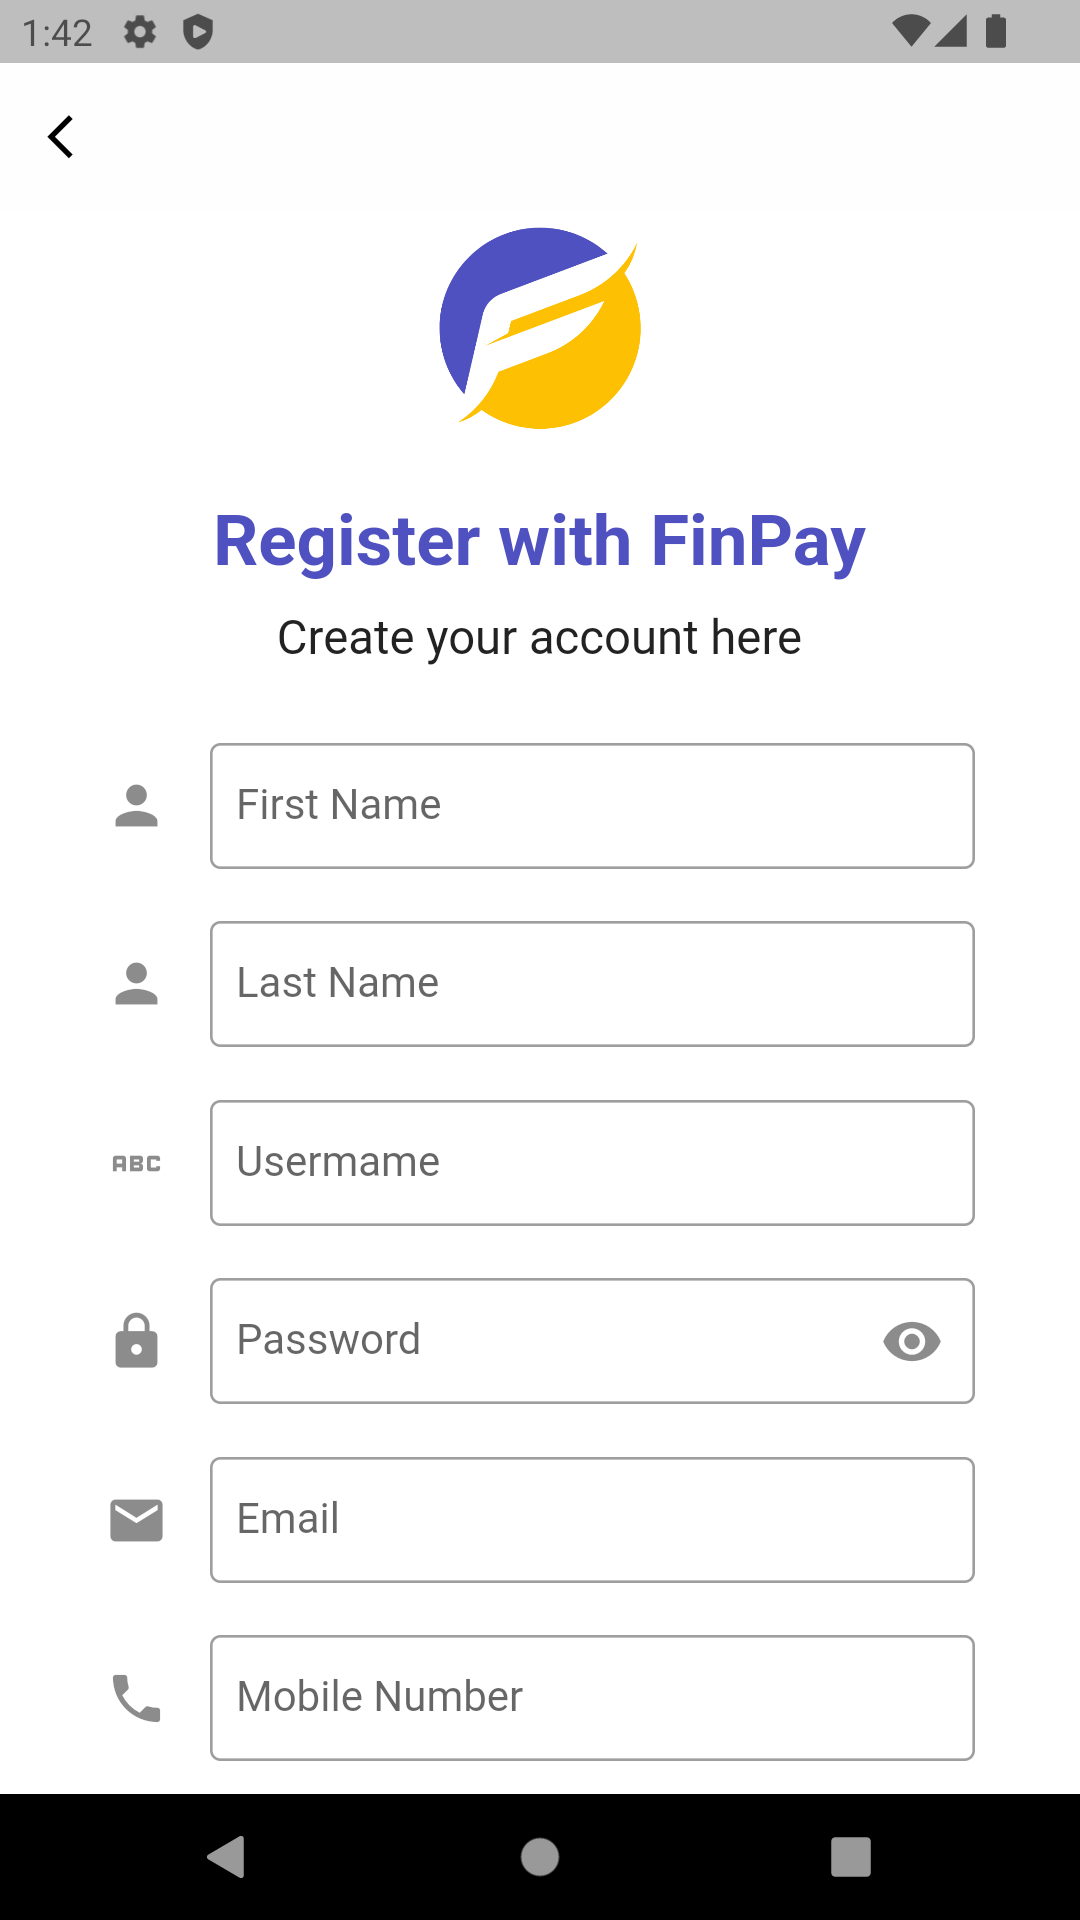 1:42
Register with FinPay
Create your account here
First Name
Last Name
ABC
Usermame
Password
Email
Mobile Number